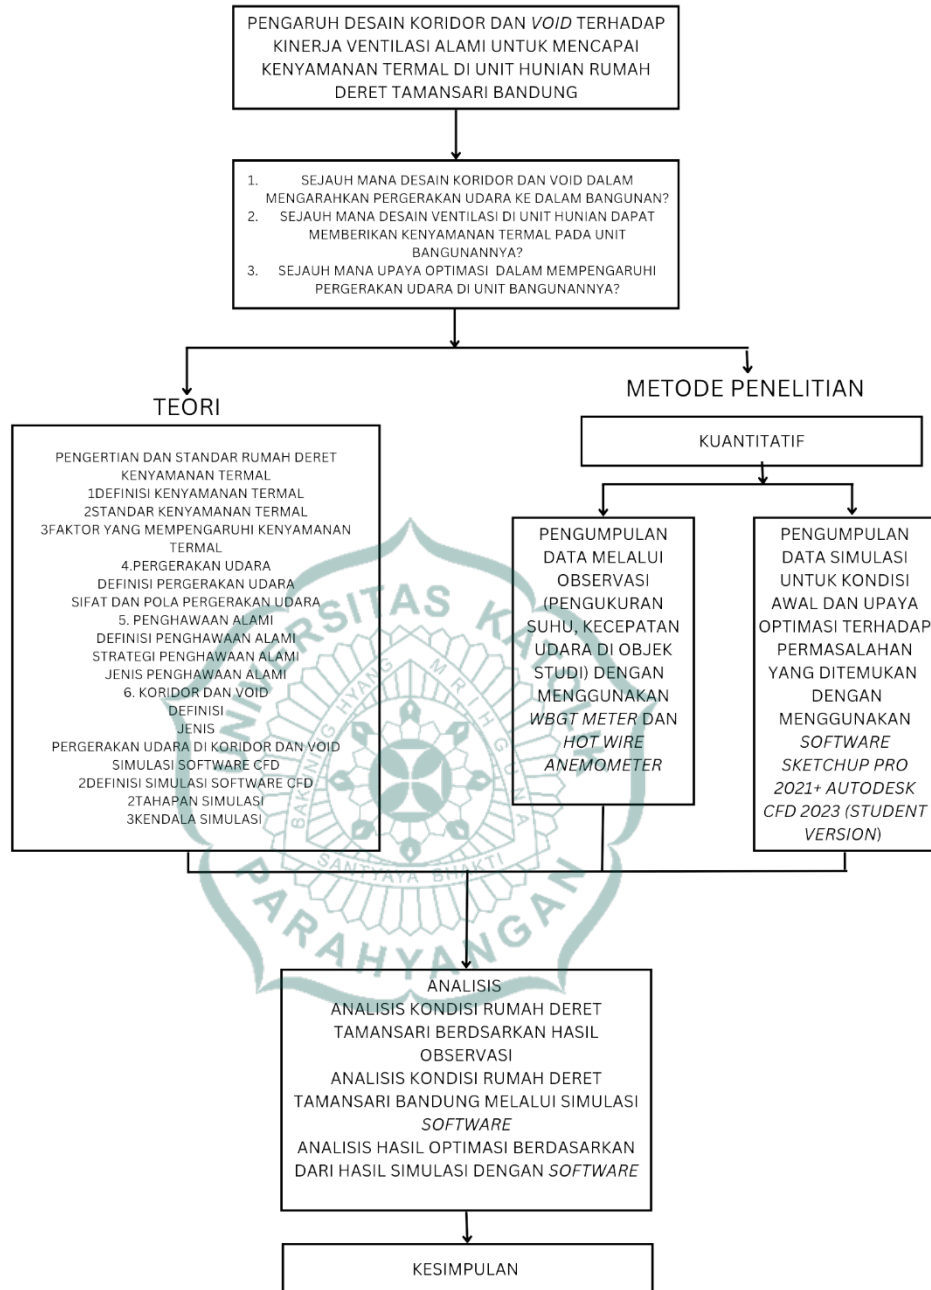 PENGARUH DESAIN KORIDOR DAN VOID TERHADAP
KINERJA VENTILASI ALAMI UNTUK MENCAPAI
KENYAMANAN TERMAL DI UNIT HUNIAN RUMAH
DERET TAMANSARI BANDUNG
1. SEJAUH MANA DESAIN KORIDOR DAN VOID DALAM
MENGARAHKAN PERGERAKAN UDARA KE DALAM BANGUNAN?
2. SEJAUH MANA DESAIN VENTILASI DI UNIT HUNIAN DAPAT
MEMBERIKAN KENYAMANAN TERMAL PADA UNIT
BANGUNANNYA?
3. SEJAUH MANA UPAYA OPTIMASI DALAM MEMPENGARUHI
PERGERAKAN UDARA DI UNIT BANGUNANNYA?
TEORI
PENGERTIAN DAN STANDAR RUMAH DERET
KENYAMANAN TERMAL
1DEFINISI KENYAMANAN TERMAL
2STANDAR KENYAMANAN TERMAL
3FAKTOR YANG MEMPENGARUHI KENYAMANAN
TERMAL
4.PERGERAKAN UDARA
DEFINISI PERGERAKAN UDARA
SIFAT DAN POLA PERGERAKAN UDARA
5. PENGHAWAAN ALAMI
DEFINISI PENGHAWAAN ALAMI
STRATEGI PENGHAWAAN ALAMI
JENIS PENGHAWAAN ALAMI
6. KORIDOR DAN VOID
DEFINISI
JENIS
PERGERAKAN UDARA DI KORIDOR DAN VOID
SIMULASI SOFTWARE CFD
2DEFINISI SIMULASI SOFTWARE CFD
2TAHAPAN SIMULASI
3KENDALA SIMULASI
METODE PENELITIAN
KUANTITATIF
PENGUMPULAN
DATA MELALUI
OBSERVASI
(PENGUKURAN
SUHU, KECEPATAN
UDARA DI OBJEK
STUDI) DENGAN
MENGGUNAKAN
WBGT METER DAN
HOT WIRE
ANEMOMETER
PENGUMPULAN
DATA SIMULASI
UNTUK KONDISI
AWAL DAN UPAYA
OPTIMASI TERHADAP
PERMASALAHAN
YANG DITEMUKAN
DENGAN
MENGGUNAKAN
SOFTWARE
SKETCHUP PRO
2021+ AUTODESK
CFD 2023 (STUDENT
VERSION)
UNIVERSITAS KATOLIK
PARAHYANGAN
BAKUNING HYANG MRIHGUNA
SANTYAYA BHAKTI
ANALISIS
ANALISIS KONDISI RUMAH DERET
TAMANSARI BERDSARKAN HASIL
OBSERVASI
ANALISIS KONDISI RUMAH DERET
TAMANSARI BANDUNG MELALUI SIMULASI
SOFTWARE
ANALISIS HASIL OPTIMASI BERDASARKAN
DARI HASIL SIMULASI DENGAN SOFTWARE
KESIMPULAN